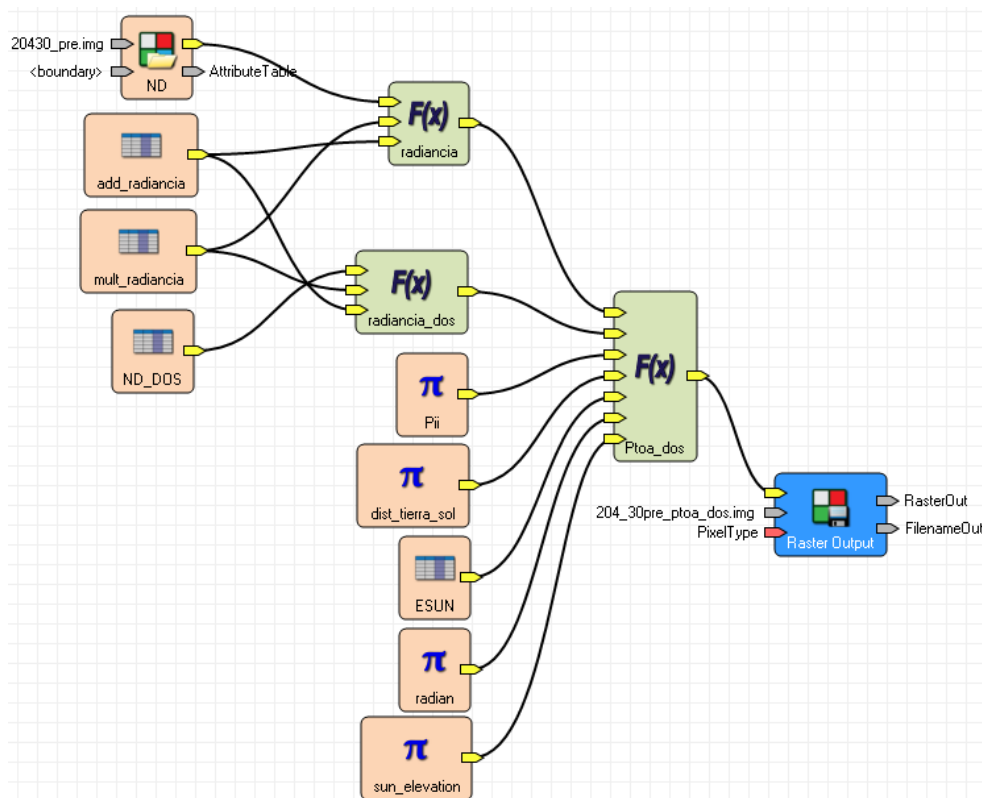 20430_pre.img
<boundary>
AttributeTable
ND
F(x)
radiancia
add_radiancia
mult_radiancia
F(x)
radiancia_dos
ND_DOS
π
Pii
F(x)
Ptoa_dos
π
dist_tierra_sol
204_30pre_ptoa_dos.img
PixelType
RasterOut
FilenameOut
Raster Output
ESUN
π
radian
π
sun_elevation